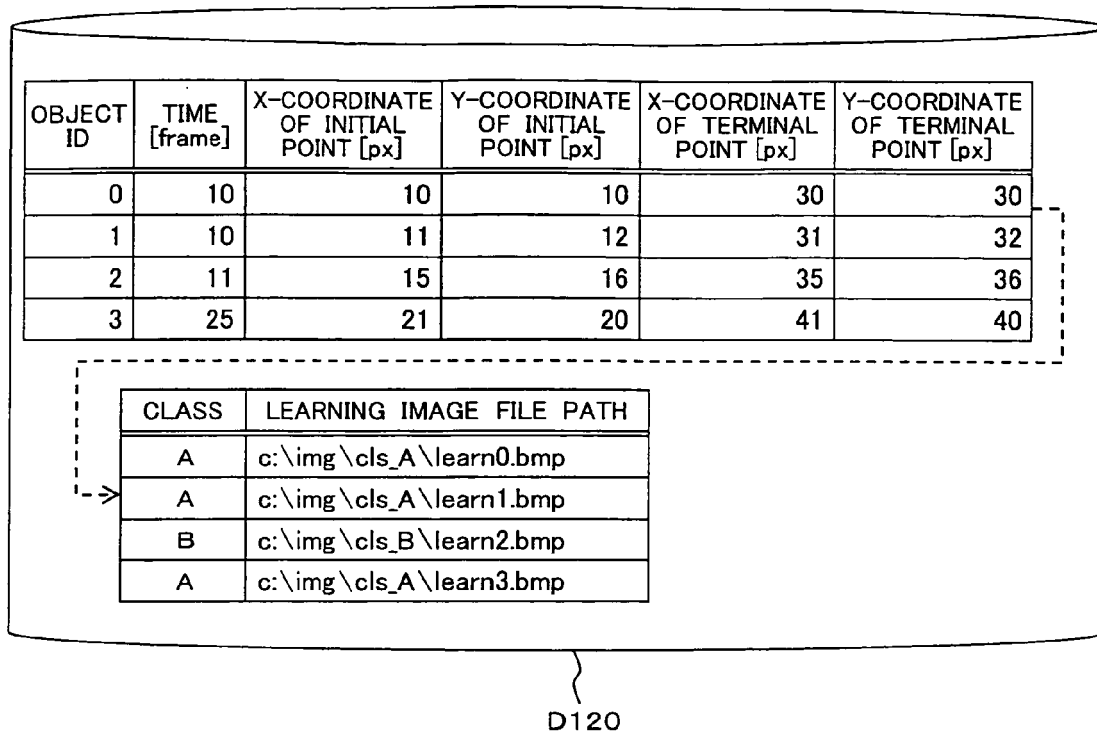 OBJECT ID TIME [frame] X-COORDINATE OF INITIAL POINT [px] Y-COORDINATE OF INITIAL POINT [px] X-COORDINATE OF TERMINAL POINT [px] Y-COORDINATE OF TERMINAL POINT [px]
0 10 10 10 30 30
1 10 11 12 31 32
2 11 15 16 35 36
3 25 21 20 41 40
CLASS LEARNING IMAGE FILE PATH
A c:\img\cls_A\learn0.bmp
A c:\img\cls_A\learn1.bmp
B c:\img\cls_B\learn2.bmp
A c:\img\cls_A\learn3.bmp
D120